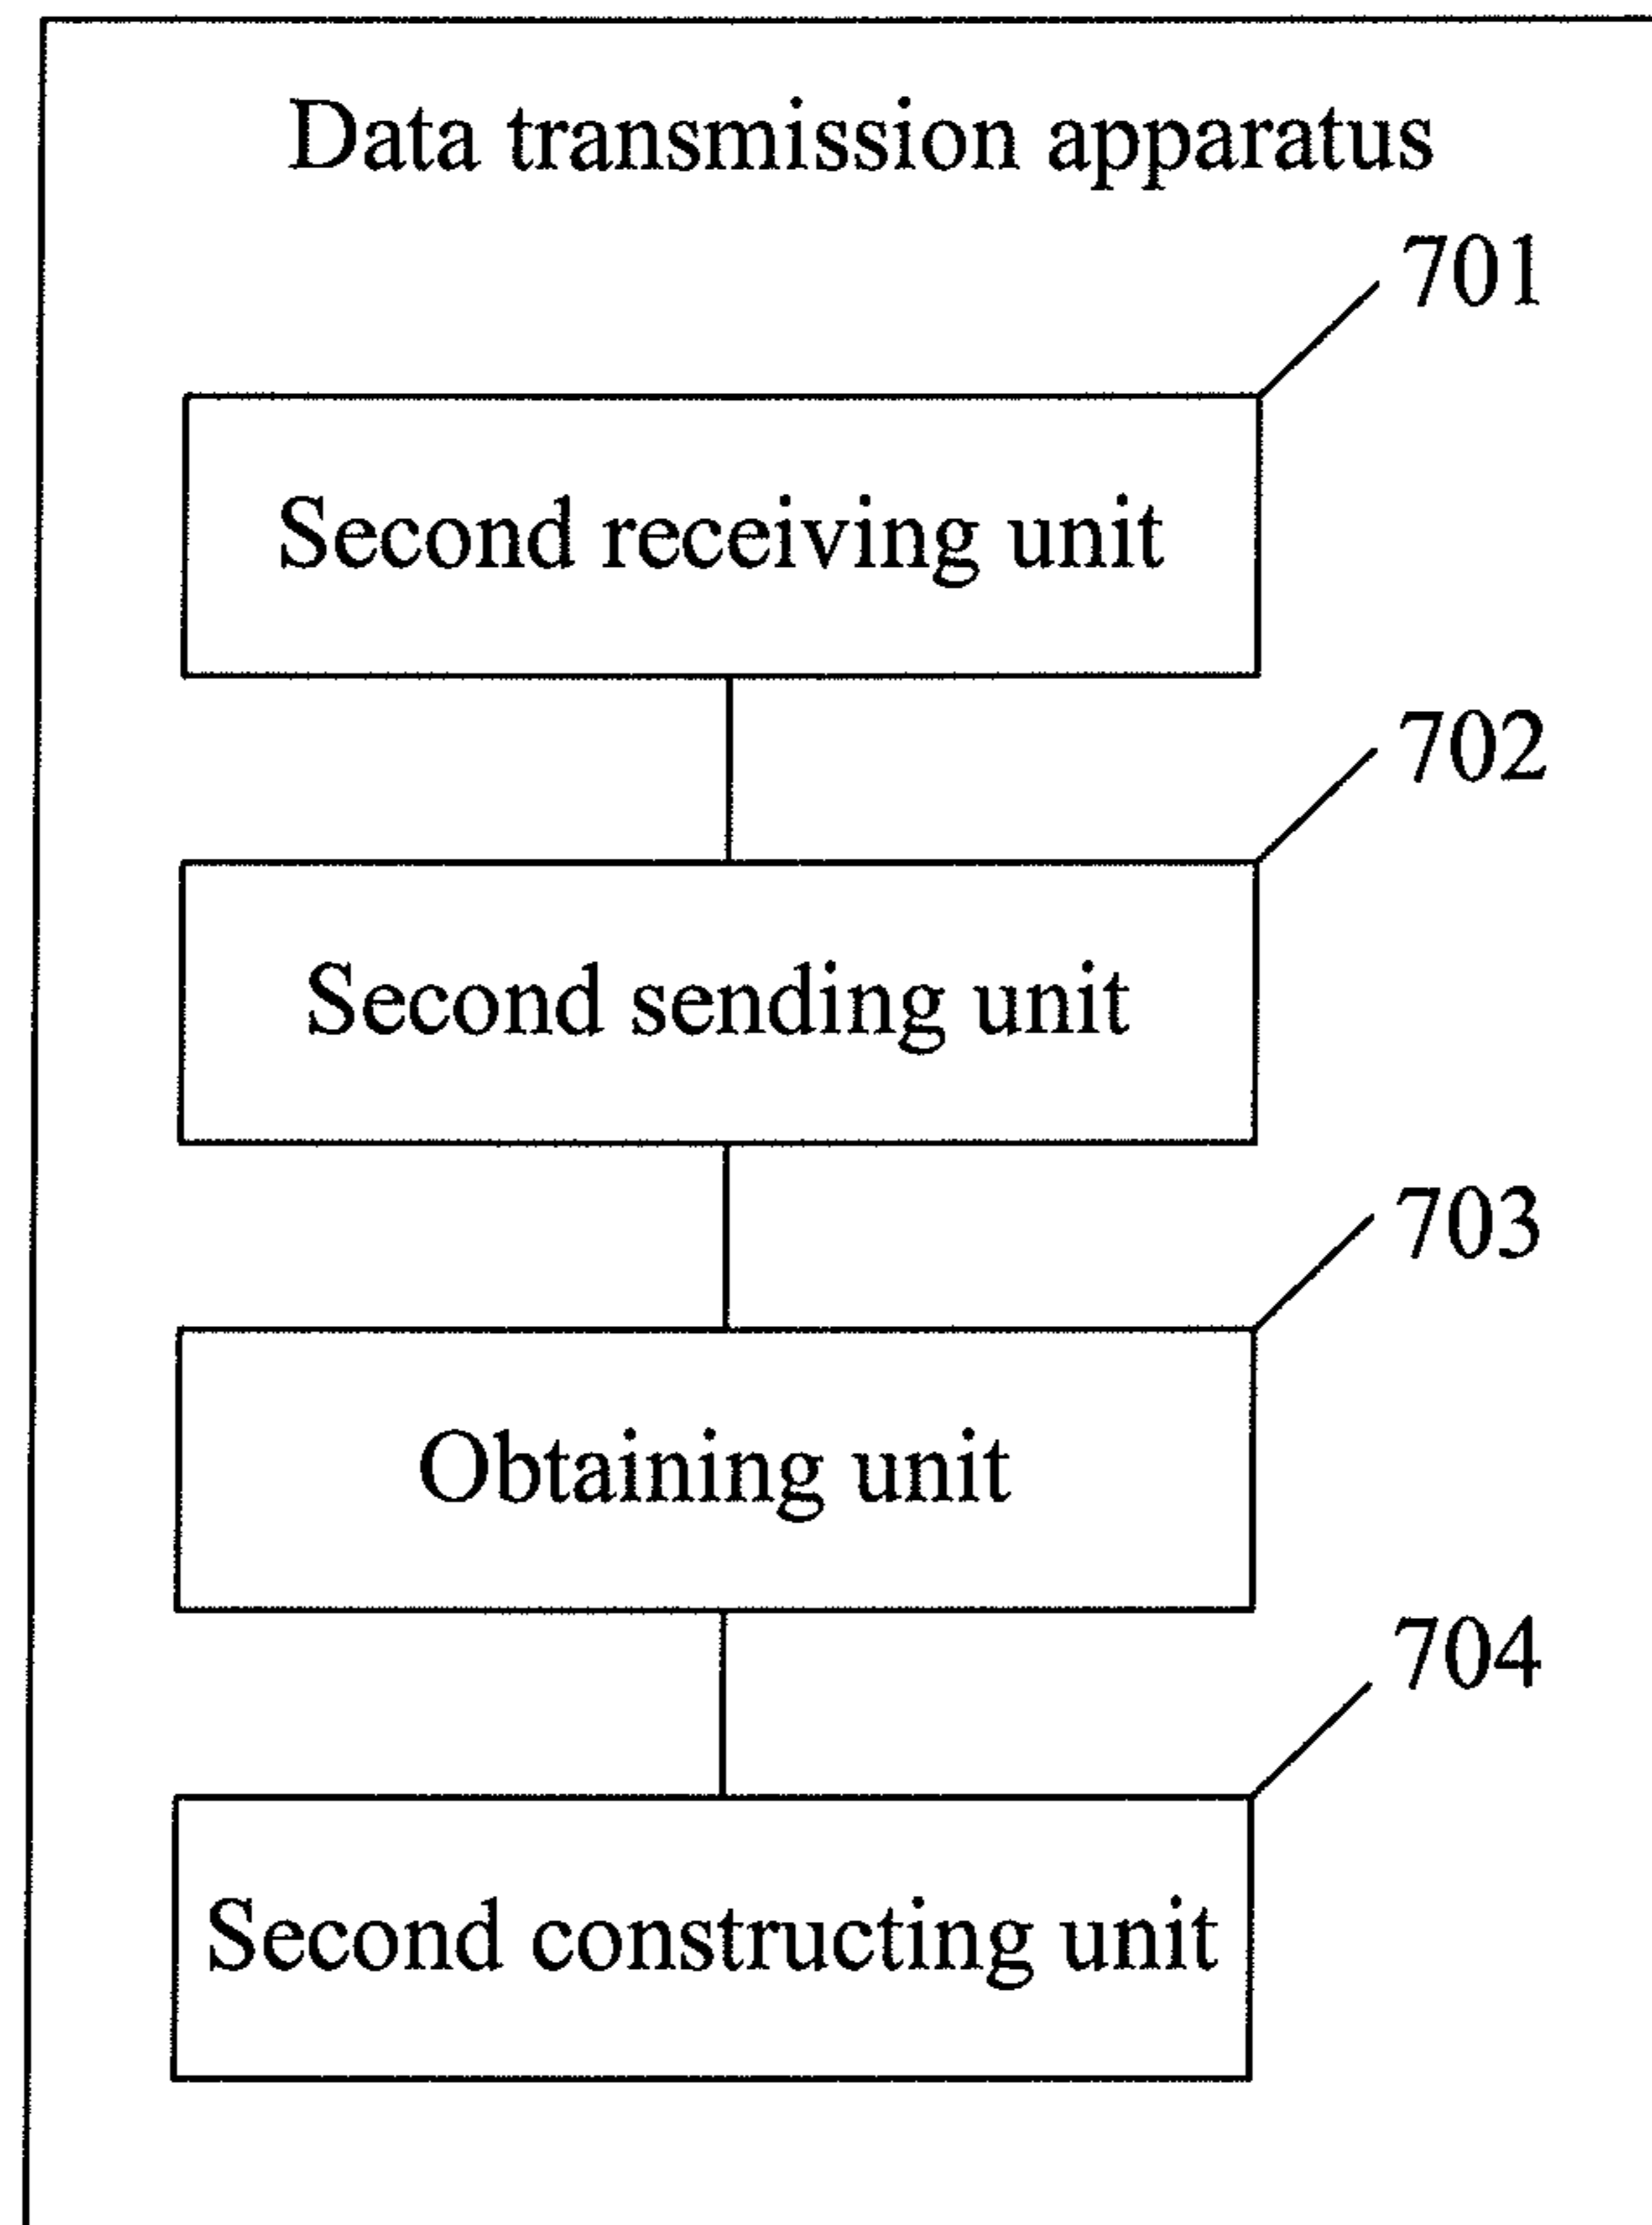 Data transmission apparatus
701
Second receiving unit
702
Second sending unit
703
Obtaining unit
704
Second constructing unit